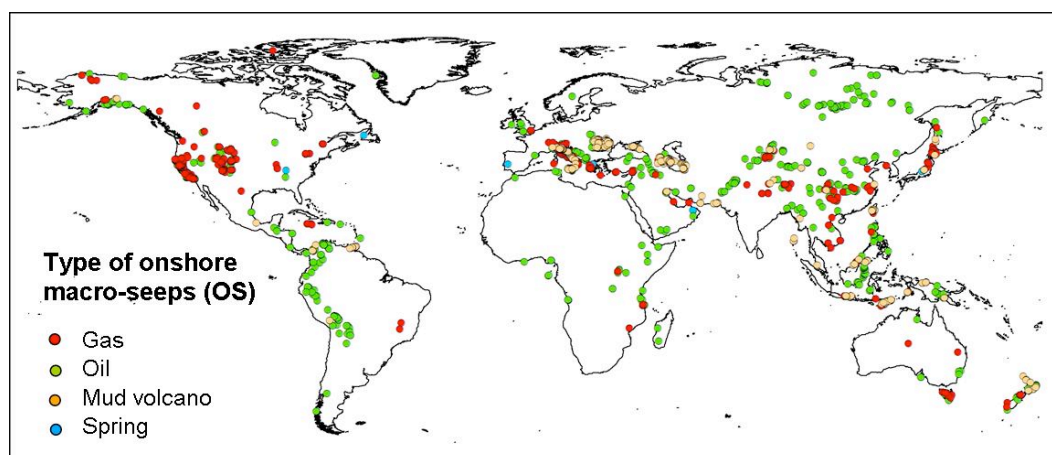 Type of onshore
macro-seeps (OS)
Gas
Oil
Mud volcano
Spring